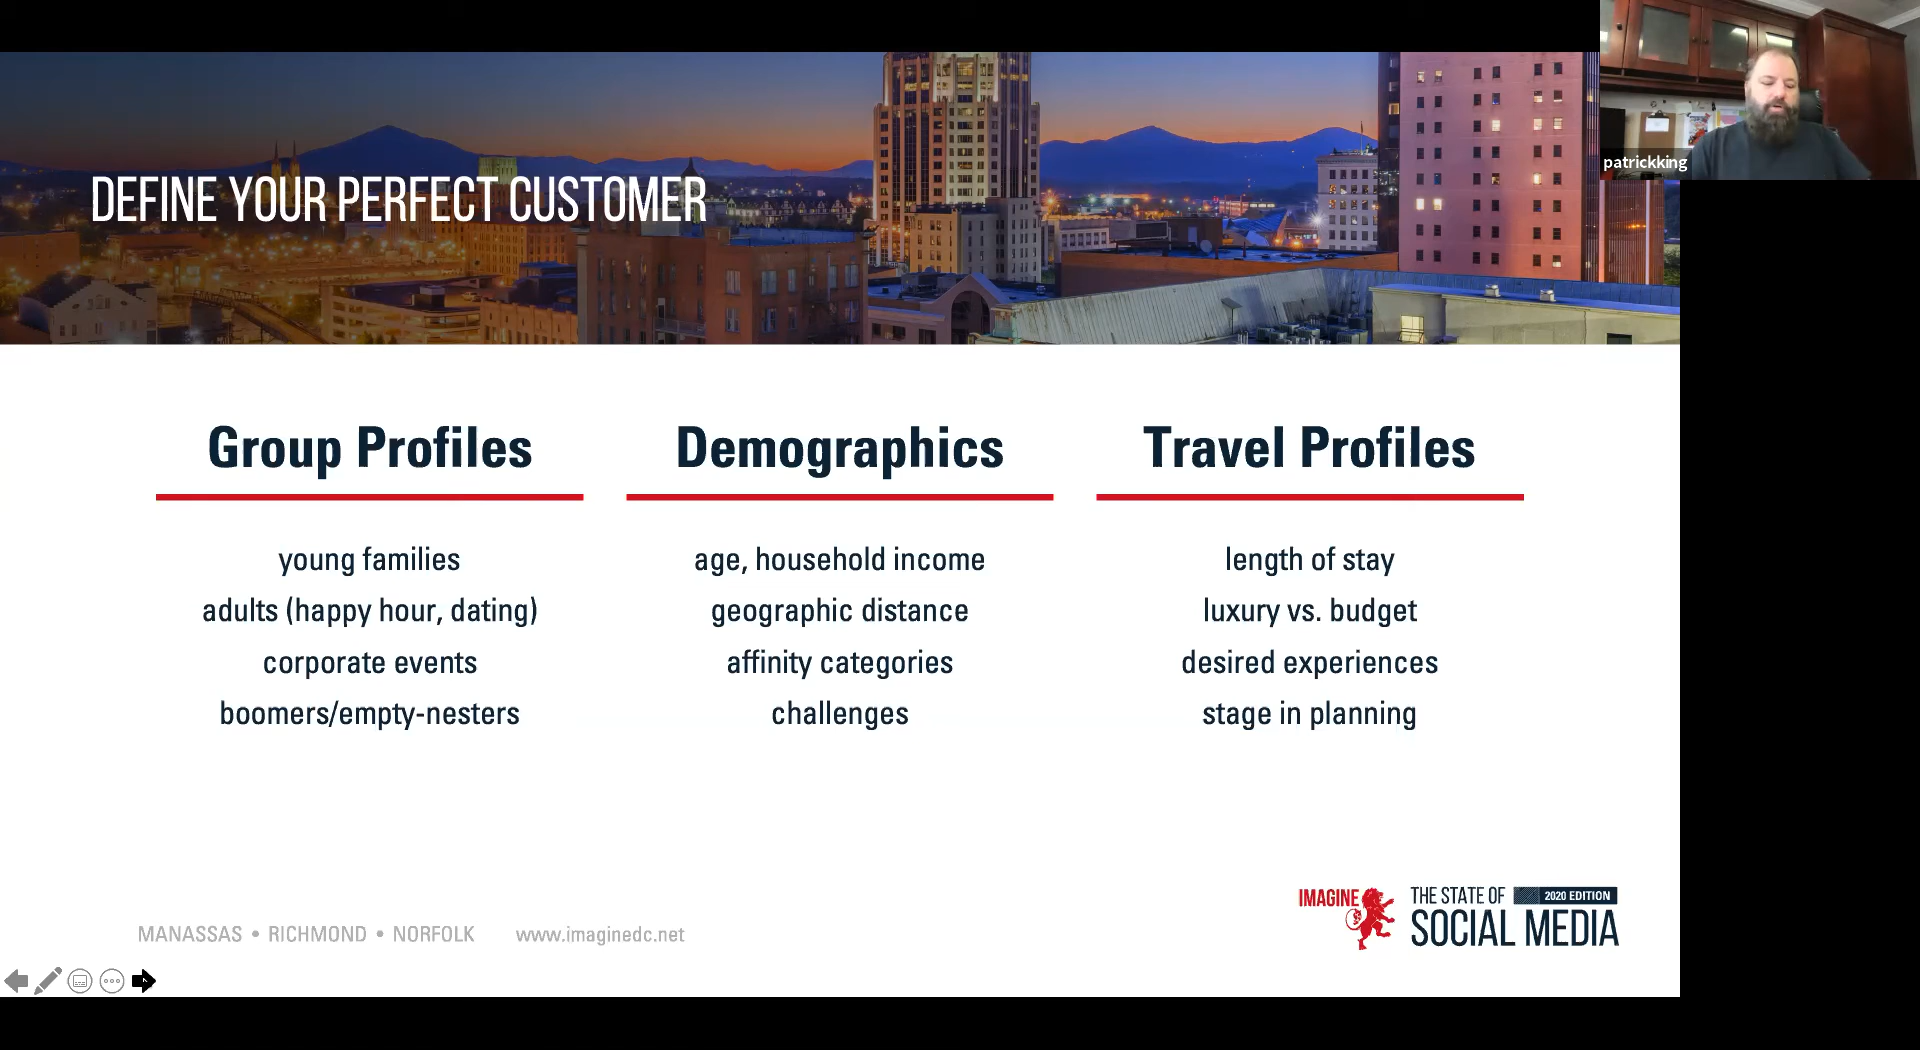 patrickking
DEFINE YOUR PERFECT CUSTOMER
Group Profiles
young families
adults (happy hour, dating)
corporate events
boomers/empty-nesters
Demographics
age, household income
geographic distance
affinity categories
challenges
Travel Profiles
length of stay
luxury vs. budget
desired experiences
stage in planning
MANASSAS • RICHMOND • NORFOLK www.imaginedc.net
IMAGINE
THE STATE OF 2020 EDITION
SOCIAL MEDIA